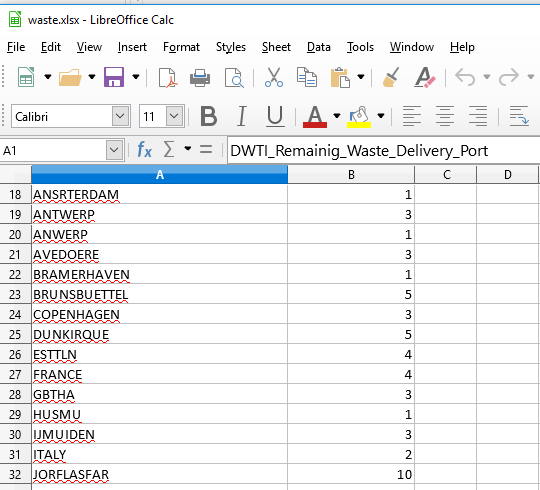 waste.xlsx - LibreOffice Calc
File Edit View Insert Format Styles Sheet Data Tools Window Help
Calibri 11 B I U A
A1 fx Σ = DWTI_Remainig_Waste_Delivery_Port
A B C D
18 ANSRTERDAM 1
19 ANTWERP 3
20 ANWERP 1
21 AVEDOERE 3
22 BRAMERHAVEN 1
23 BRUNSBUETTEL 5
24 COPENHAGEN 3
25 DUNKIRQUE 5
26 ESTTLN 4
27 FRANCE 4
28 GBTHA 3
29 HUSMU 1
30 IJMUIDEN 3
31 ITALY 2
32 JORFLASFAR 10